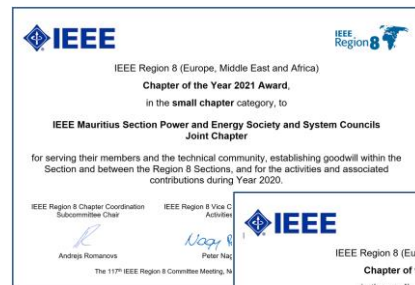 IEEE
IEEE
Region 8
IEEE Region 8 (Europe, Middle East and Africa)
Chapter of the Year 2021 Award,
in the small chapter category, to
IEEE Mauritius Section Power and Energy Society and System Councils
Joint Chapter
for serving their members and the technical community, establishing goodwill within the
Section and between the Region 8 Sections, and for the activities and associated
contributions during Year 2020.
IEEE Region 8 Chapter Coordination
Subcommittee Chair
Andrejs Romanovs
IEEE Region 8 Vice C
Activities
Peter Nag
The 117th IEEE Region 8 Committee Meeting, N
IEEE
IEEE Region 8 (Eu
Chapter of